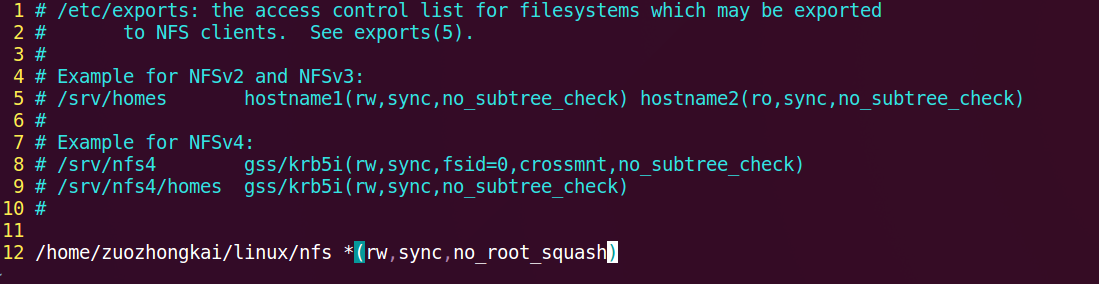 1 # /etc/exports: the access control list for filesystems which may be exported
2 #       to NFS clients.  See exports(5).
3 #
4 # Example for NFSv2 and NFSv3:
5 # /srv/homes       hostname1(rw,sync,no_subtree_check) hostname2(ro,sync,no_subtree_check)
6 #
7 # Example for NFSv4:
8 # /srv/nfs4        gss/krb5i(rw,sync,fsid=0,crossmnt,no_subtree_check)
9 # /srv/nfs4/homes  gss/krb5i(rw,sync,no_subtree_check)
10 #
11
12 /home/zuozhongkai/linux/nfs *(rw,sync,no_root_squash)